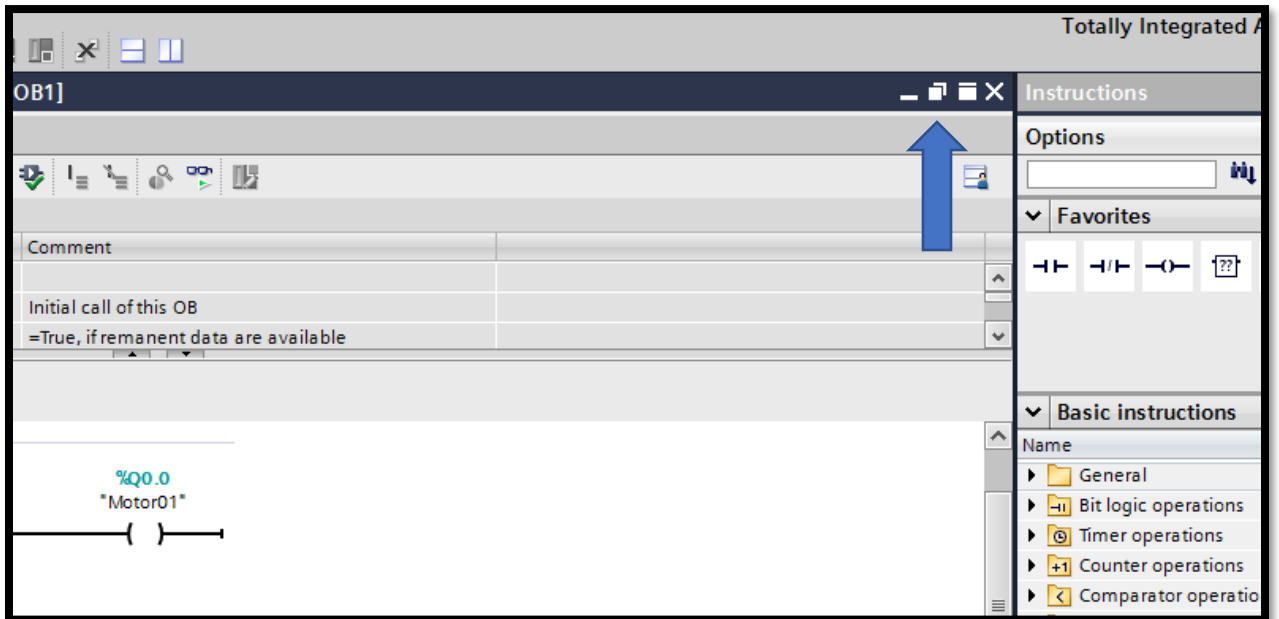 Totally Integrated A
OB1]
Instructions
Options
Favorites
Comment
??
Initial call of this OB
=True, if remanent data are available
Basic instructions
Name
%Q0.0
"Motor01"
General
Bit logic operations
Timer operations
+1 Counter operations
Comparator operatio